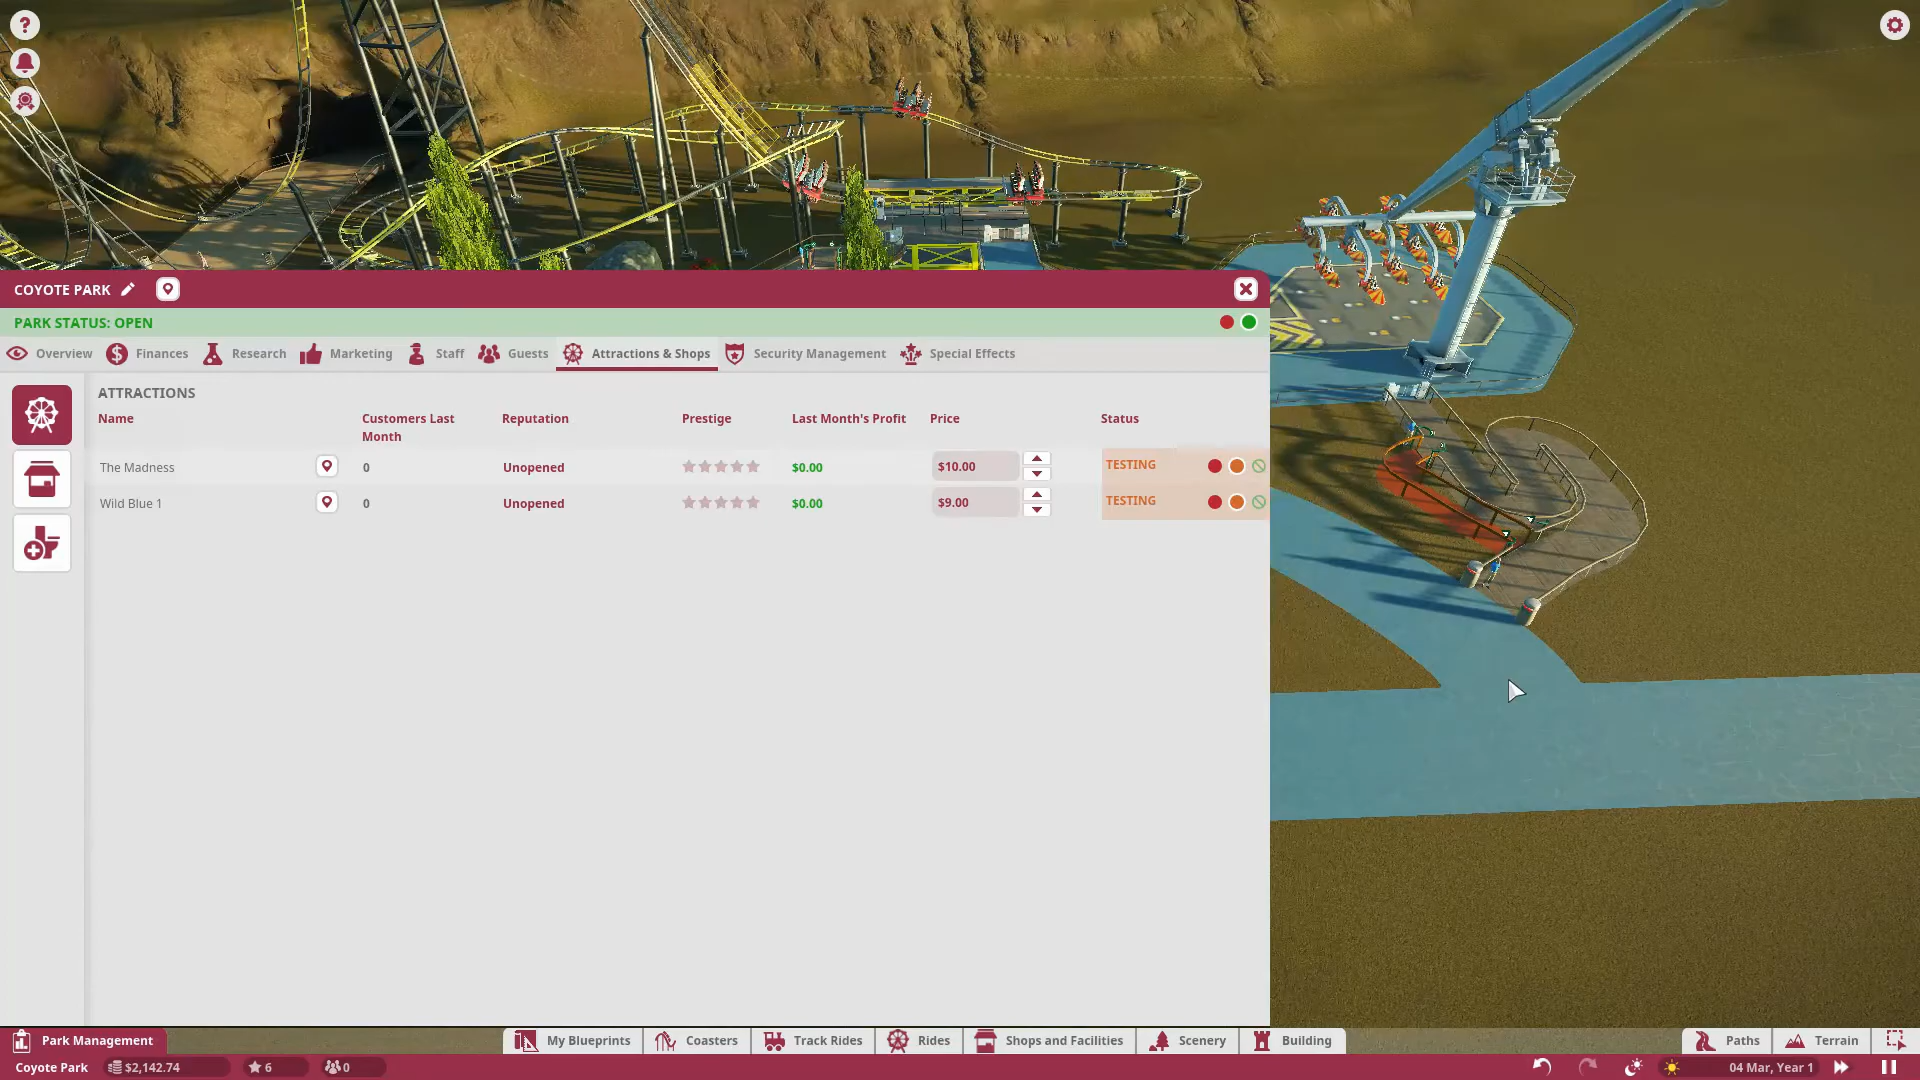 ?
COYOTE PARK
PARK STATUS: OPEN
Overview Finances Research Marketing Staff Guests Attractions & Shops Security Management Special Effects
ATTRACTIONS
Name Customers Last Month Reputation Prestige Last Month's Profit Price Status
The Madness 0 Unopened $0.00 $10.00 TESTING
Wild Blue 1 0 Unopened $0.00 $9.00 TESTING
Park Management My Blueprints Coasters Track Rides Rides Shops and Facilities Scenery Building Paths Terrain
Coyote Park $2,142.74 6 0 04 Mar, Year 1